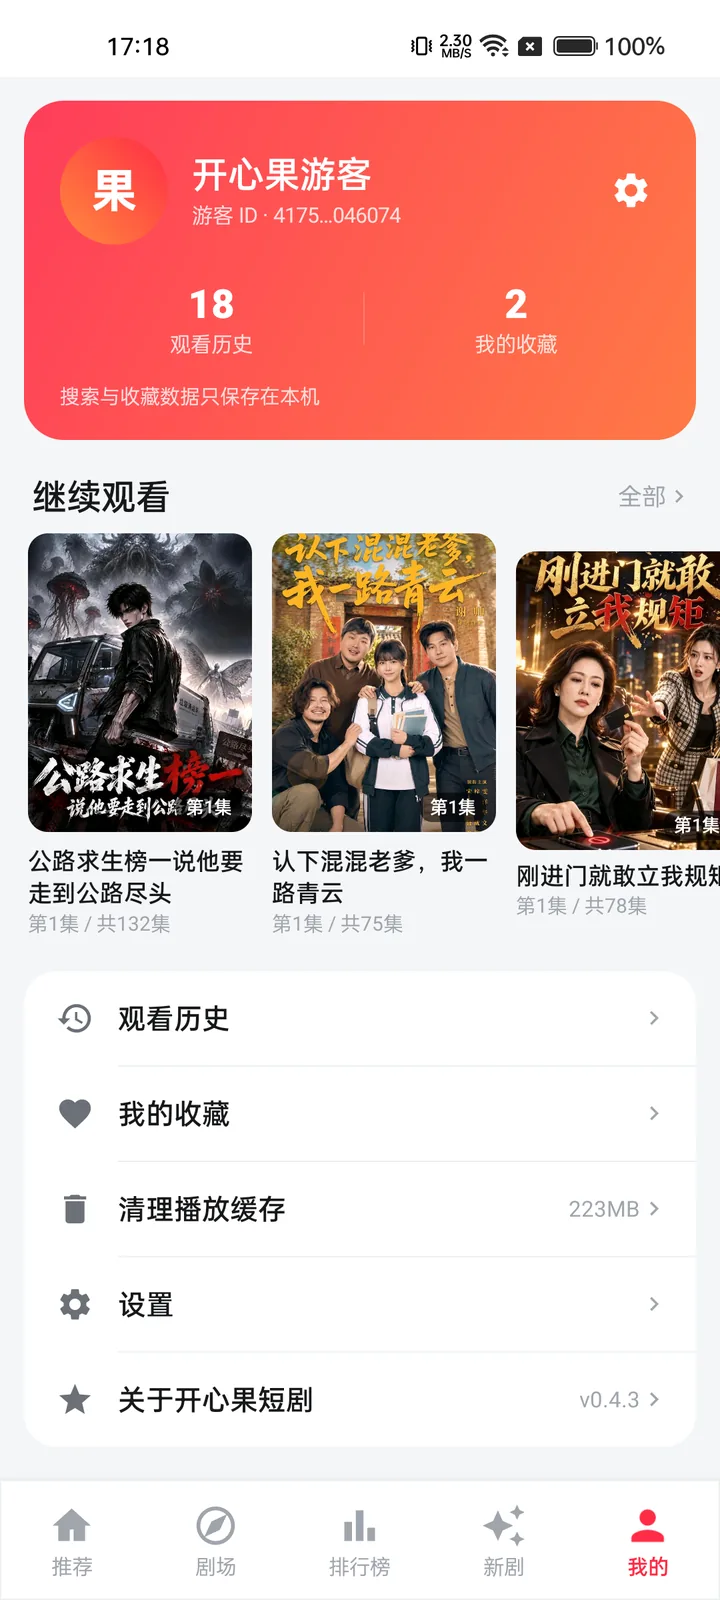 17:18
2.30
MB/S
100%
果
开心果游客
游客 ID · 4175...046074
18
2
观看历史
我的收藏
搜索与收藏数据只保存在本机
继续观看
全部
公路求生榜一
说他要走到公路
第1集
认下混混老爹，
我一路青云
第1集
刚进门就敢
立我规矩
第1集
公路求生榜一说他要
走到公路尽头
第1集 / 共132集
认下混混老爹，我一
路青云
第1集 / 共75集
刚进门就敢立我规矩
第1集 / 共78集
观看历史
我的收藏
清理播放缓存
223MB
设置
关于开心果短剧
v0.4.3
推荐
剧场
排行榜
新剧
我的